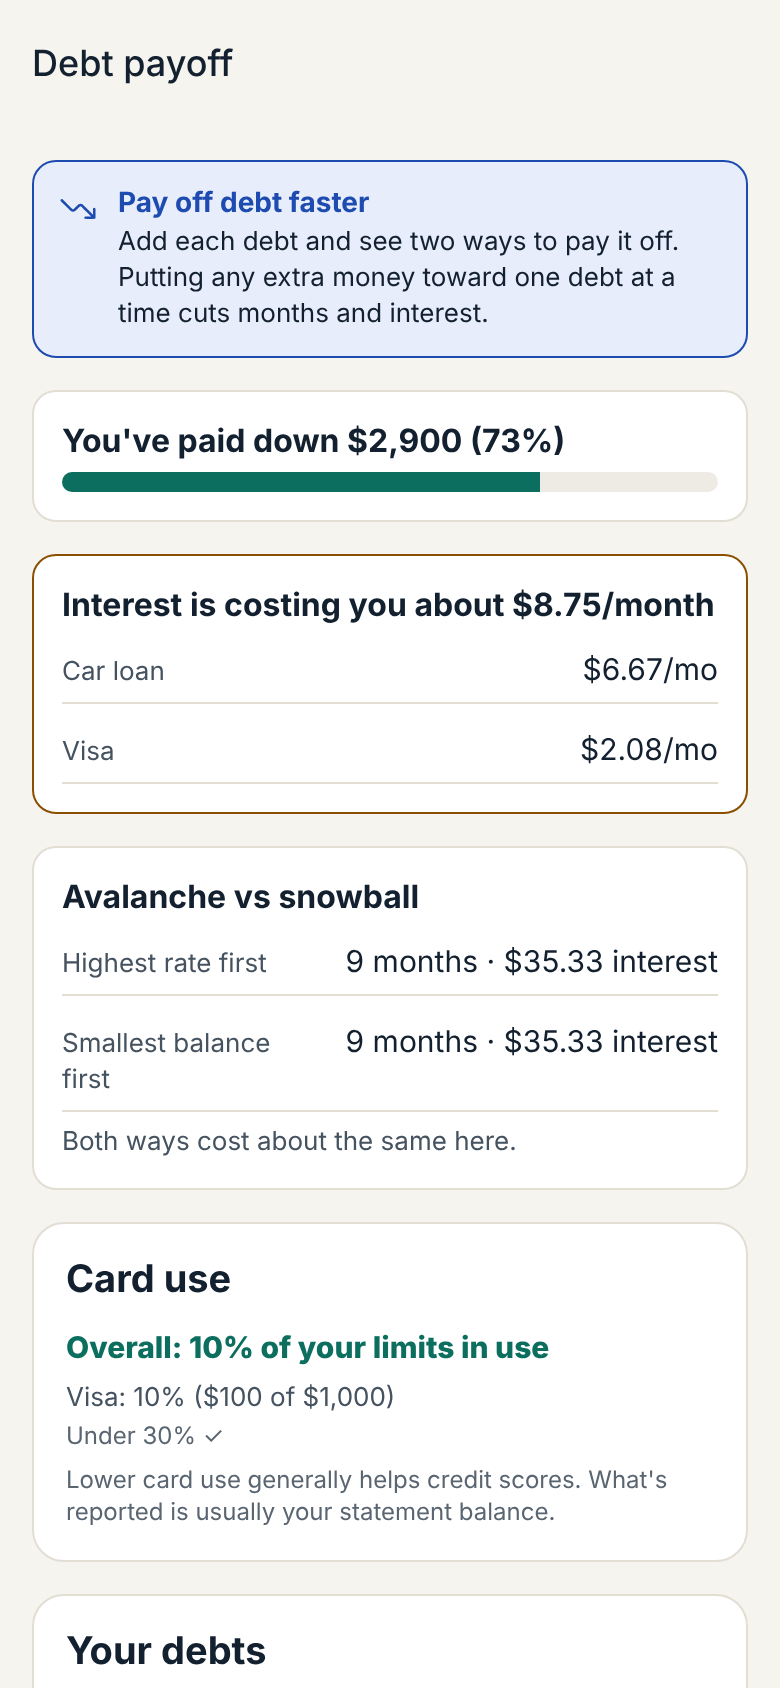 Debt payoff
Pay off debt faster
Add each debt and see two ways to pay it off.
Putting any extra money toward one debt at a
time cuts months and interest.
You've paid down $2,900 (73%)
Interest is costing you about $8.75/month
Car loan $6.67/mo
Visa $2.08/mo
Avalanche vs snowball
Highest rate first 9 months · $35.33 interest
Smallest balance 9 months · $35.33 interest
first
Both ways cost about the same here.
Card use
Overall: 10% of your limits in use
Visa: 10% ($100 of $1,000)
Under 30% ✓
Lower card use generally helps credit scores. What's
reported is usually your statement balance.
Your debts